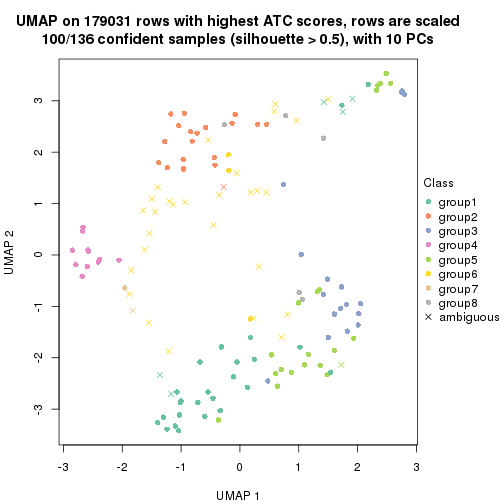 UMAP on 179031 rows with highest ATC scores, rows are scaled
100/136 confident samples (silhouette > 0.5), with 10 PCs
UMAP 2
3
2
1
0
-1
-2
-3
-3
-2
-1
0
1
2
3
UMAP 1
Class
group1
group2
group3
group4
group5
group6
group7
group8
ambiguous